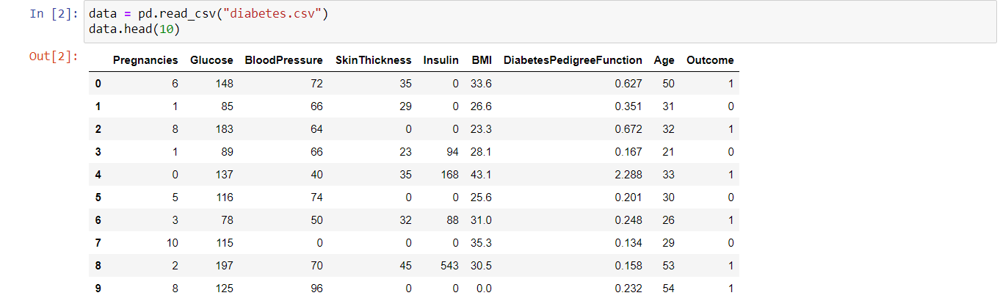 In [2]: data = pd.read_csv("diabetes.csv")
data.head(10)
Out[2]:
Pregnancies Glucose BloodPressure SkinThickness Insulin BMI DiabetesPedigreeFunction Age Outcome
0 6 148 72 35 0 33.6 0.627 50 1
1 1 85 66 29 0 26.6 0.351 31 0
2 8 183 64 0 0 23.3 0.672 32 1
3 1 89 66 23 94 28.1 0.167 21 0
4 0 137 40 35 168 43.1 2.288 33 1
5 5 116 74 0 0 25.6 0.201 30 0
6 3 78 50 32 88 31.0 0.248 26 1
7 10 115 0 0 0 35.3 0.134 29 0
8 2 197 70 45 543 30.5 0.158 53 1
9 8 125 96 0 0 0.0 0.232 54 1